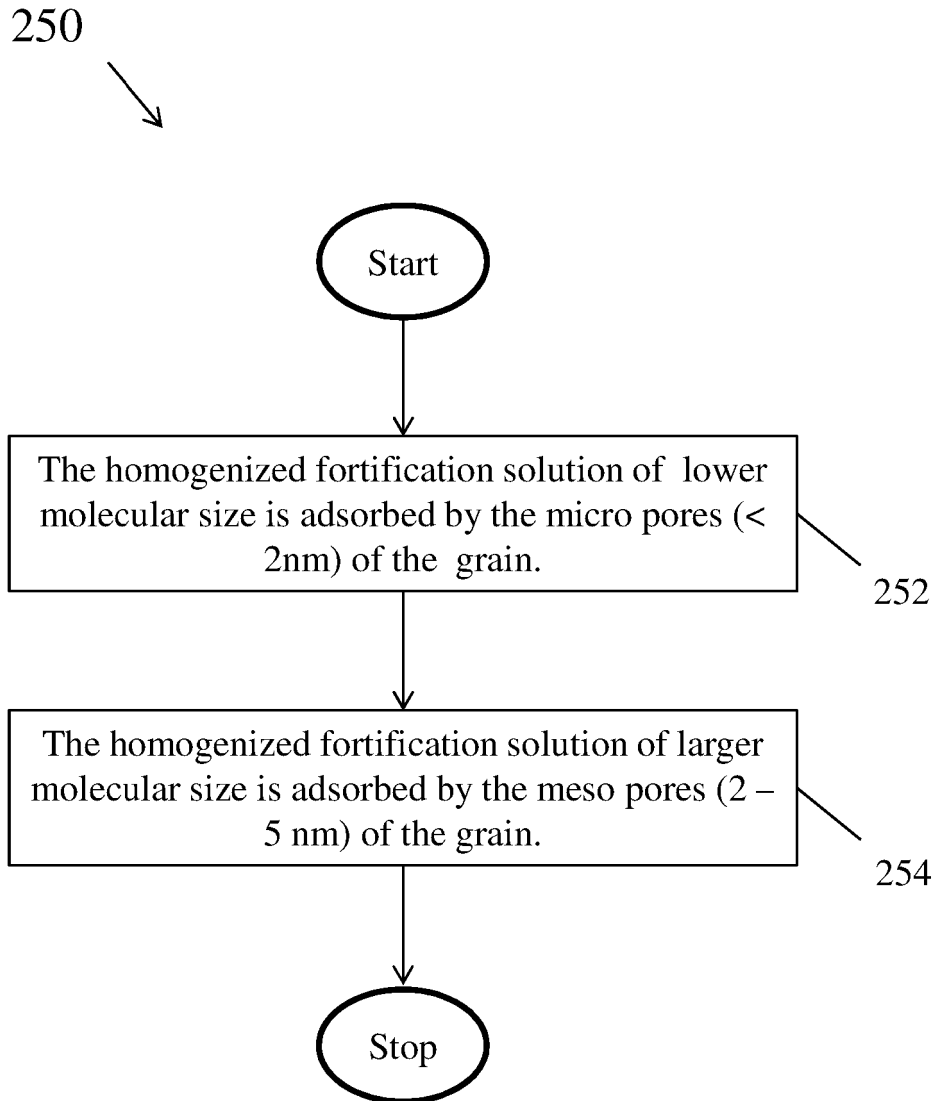 250
Start
The homogenized fortification solution of lower
molecular size is adsorbed by the micro pores (<
2nm) of the grain.
252
The homogenized fortification solution of larger
molecular size is adsorbed by the meso pores (2 –
5 nm) of the grain.
254
Stop